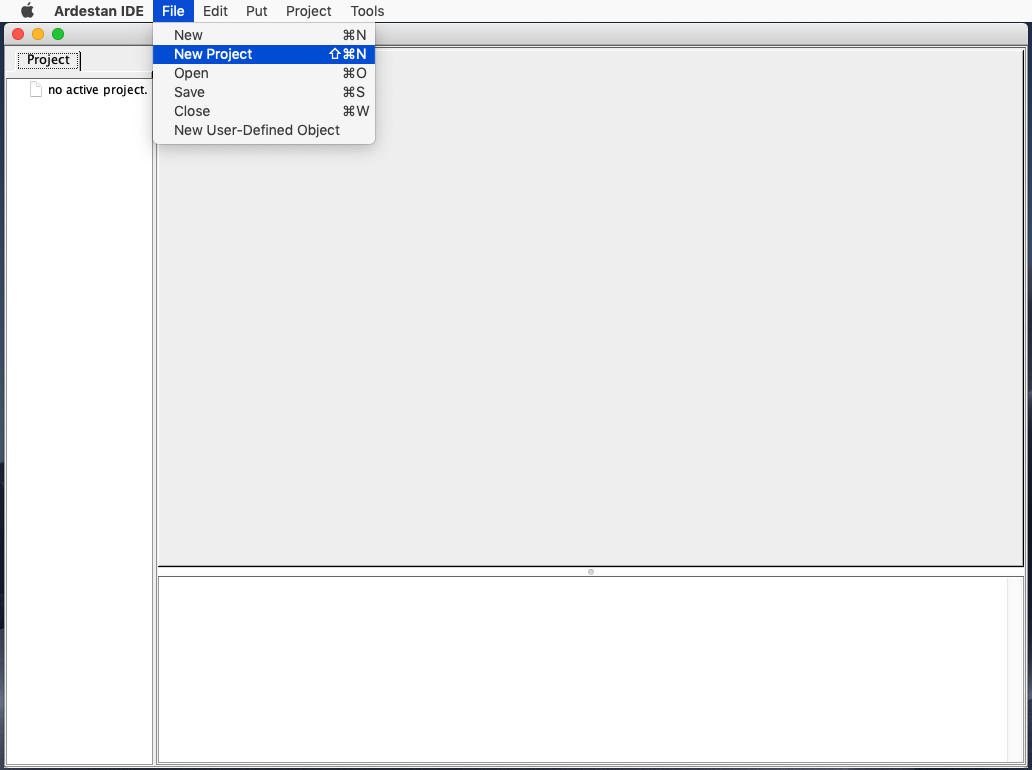 Ardestan IDE File Edit Put Project Tools
New ⌘N
New Project ⇧⌘N
Open ⌘O
Save ⌘S
Close ⌘W
New User-Defined Object
Project
no active project.